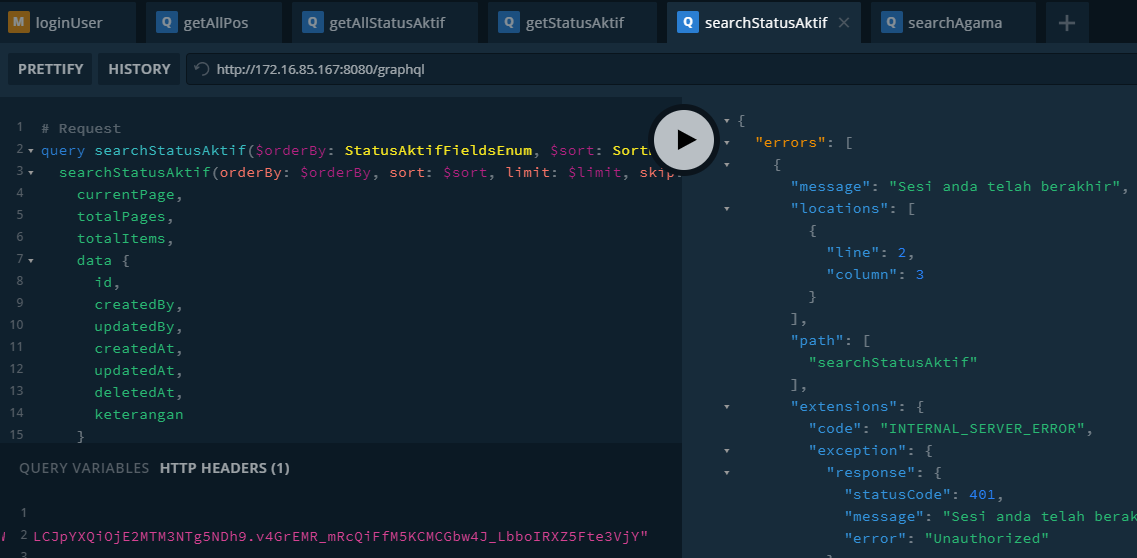 M loginUser
Q getAllPos
Q getAllStatusAktif
Q getStatusAktif
Q searchStatusAktif
Q searchAgama
PRETTIFY
HISTORY
http://172.16.85.167:8080/graphql
1 # Request
2 query searchStatusAktif($orderBy: StatusAktifFieldsEnum, $sort: Sort
3 searchStatusAktif(orderBy: $orderBy, sort: $sort, limit: $limit, skip:
4 currentPage,
5 totalPages,
6 totalItems,
7 data {
8 id,
9 createdBy,
10 updatedBy,
11 createdAt,
12 updatedAt,
13 deletedAt,
14 keterangan
15 }
QUERY VARIABLES
HTTP HEADERS (1)
1
2 LCJpYXQiOjE2MTM3NTg5NDh9.v4GrEMR_mRcQiFfM5KCMCGbw4J_LbboIRXZ5Fte3VjY"
3
{
"errors": [
{
"message": "Sesi anda telah berakhir",
"locations": [
{
"line": 2,
"column": 3
}
],
"path": [
"searchStatusAktif"
],
"extensions": {
"code": "INTERNAL_SERVER_ERROR",
"exception": {
"response": {
"statusCode": 401,
"message": "Sesi anda telah berak
"error": "Unauthorized"